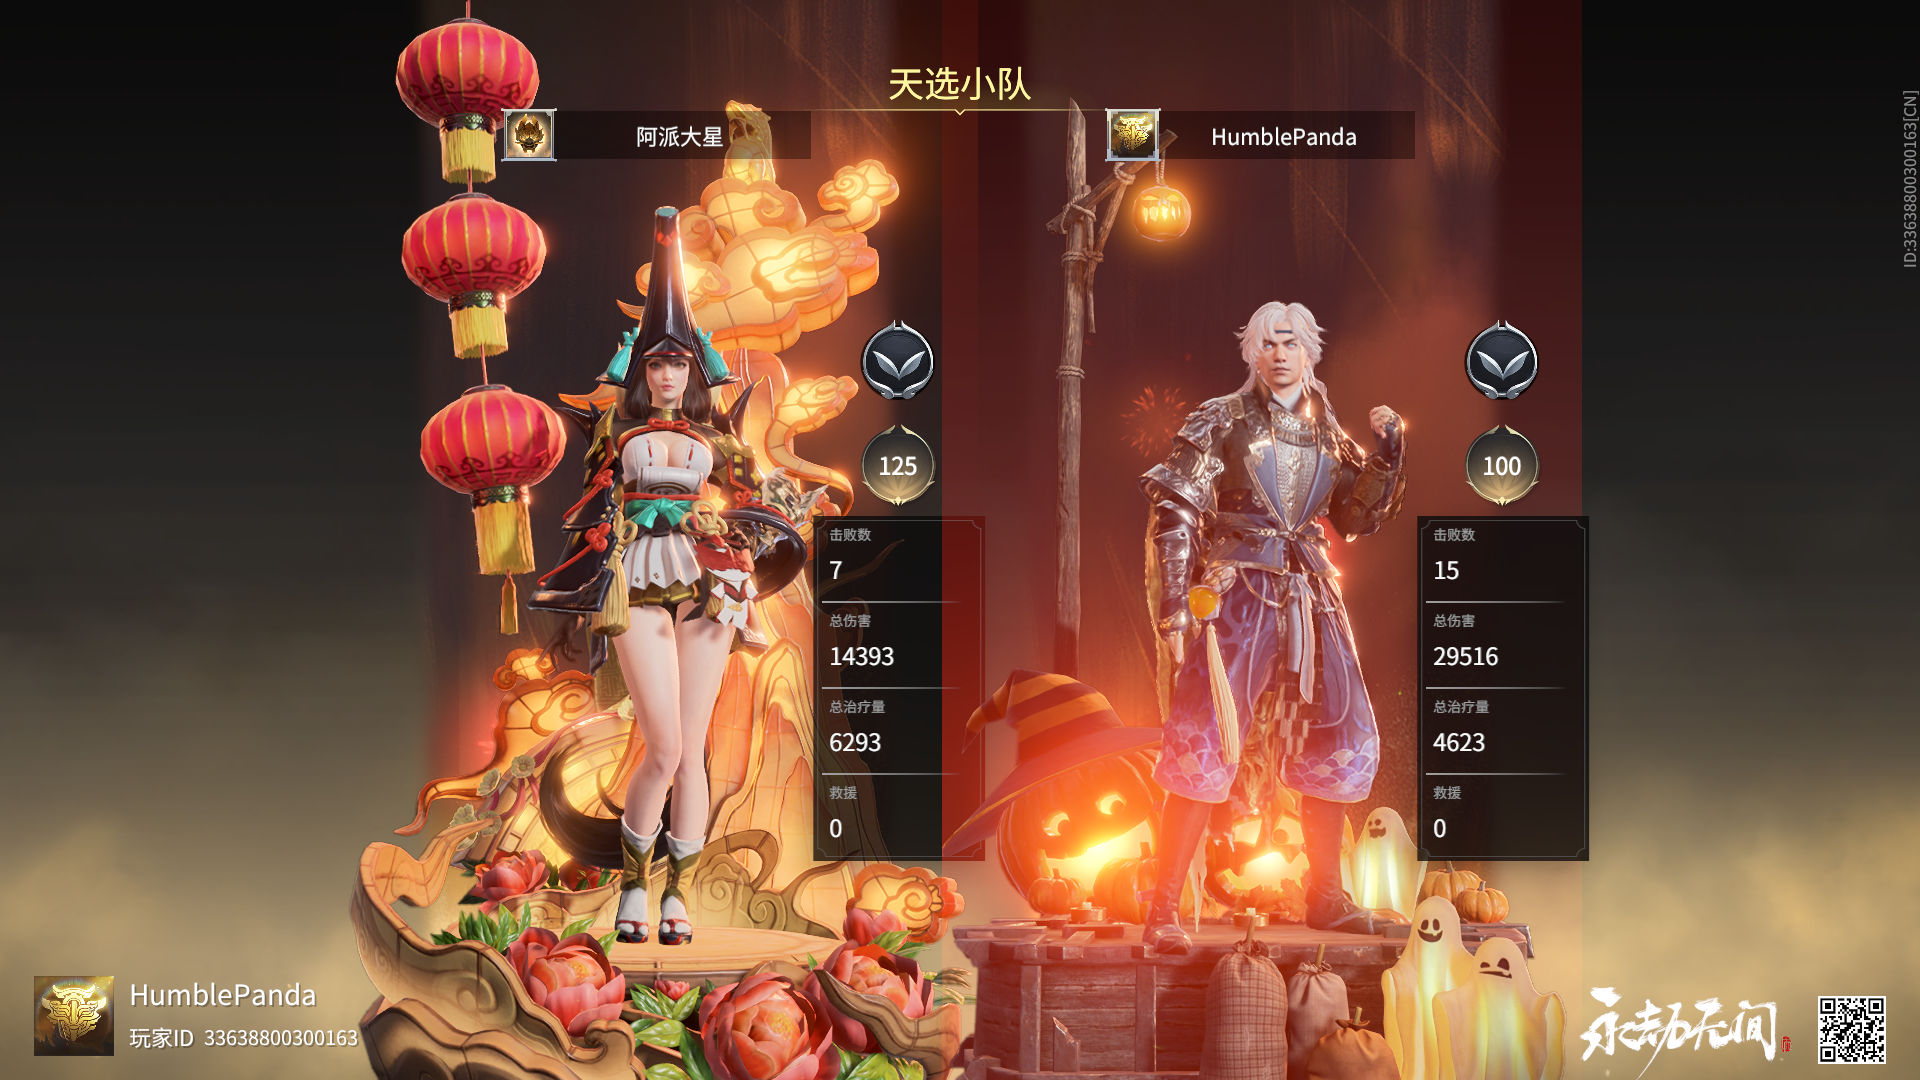 天选小队
阿派大星
HumblePanda
125
击败数
7
总伤害
14393
总治疗量
6293
救援
0
100
击败数
15
总伤害
29516
总治疗量
4623
救援
0
ID:33638800300163[CN]
HumblePanda
玩家ID 33638800300163
永劫无间